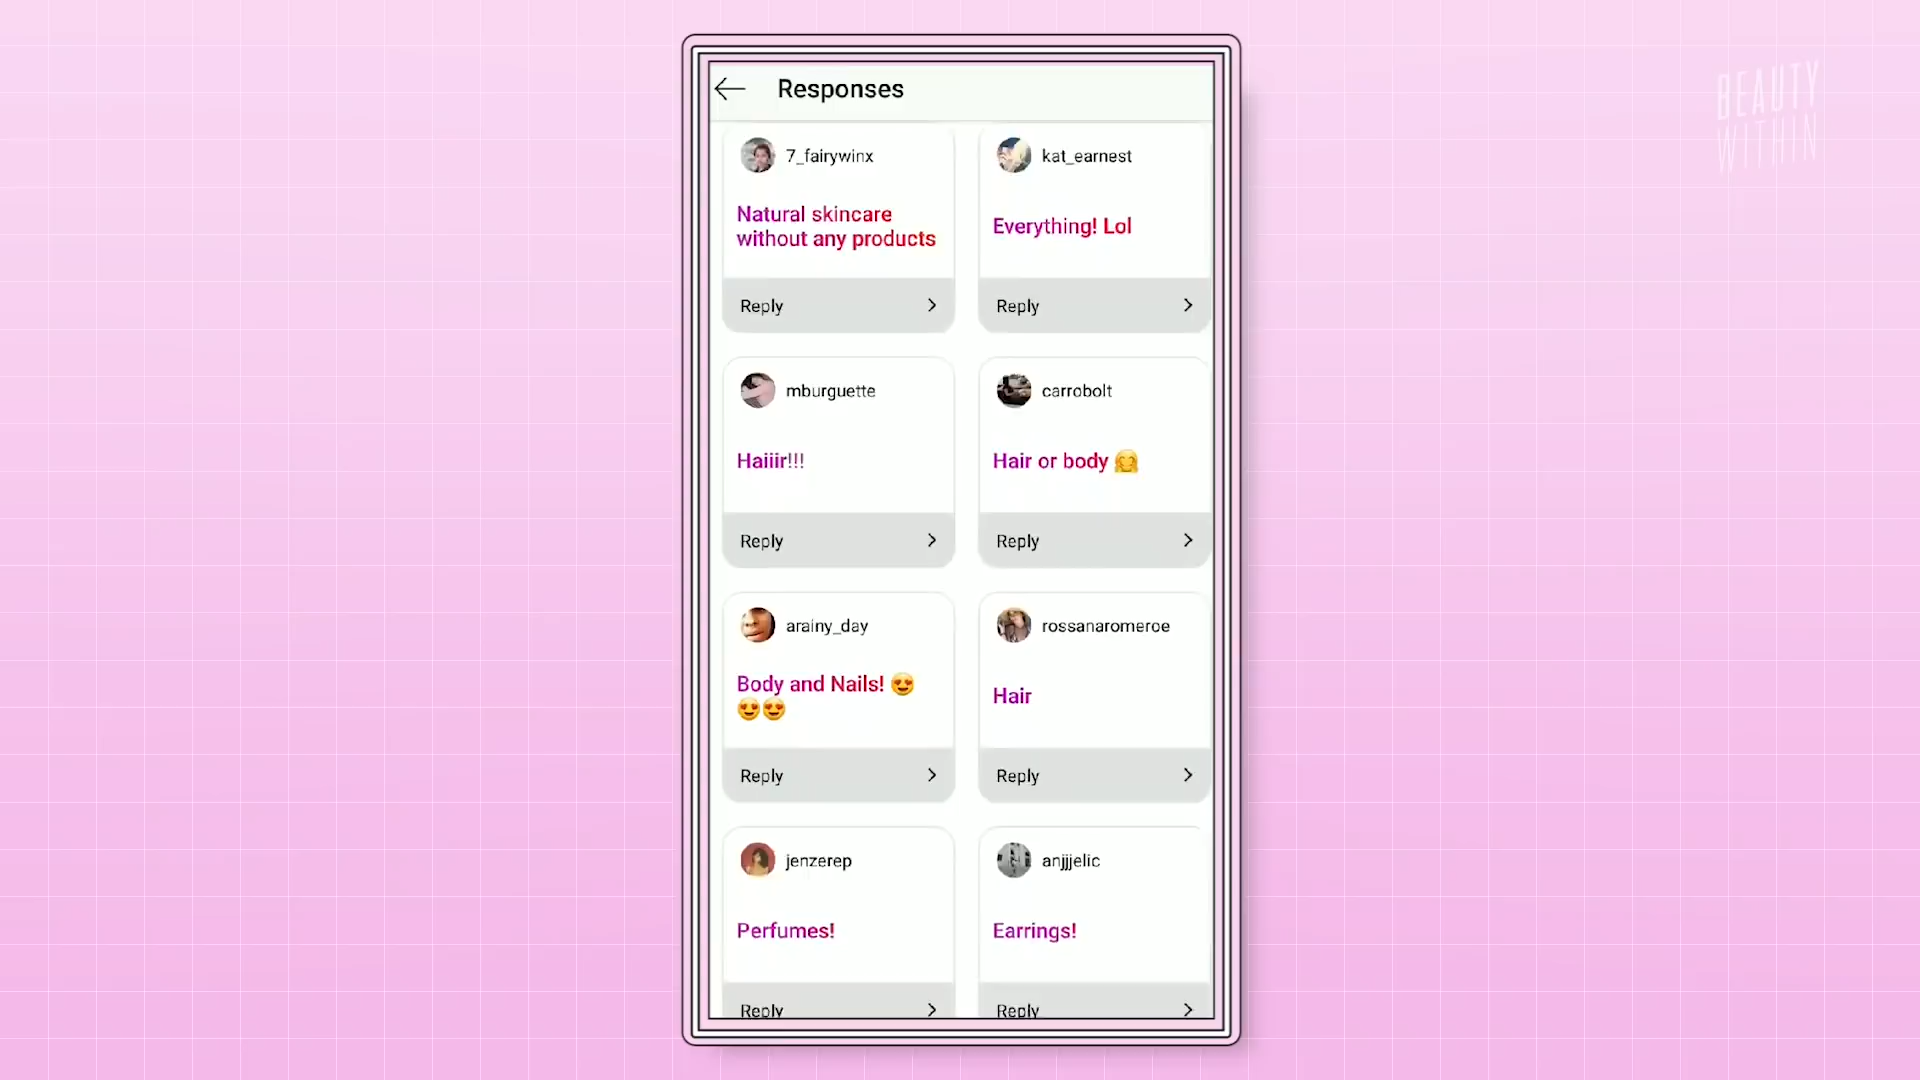 Responses
7_fairywinx
kat_earnest
Natural skincare
without any products
Everything! Lol
Reply
Reply
mburguette
carrobolt
Haiiir!!!
Hair or body 🤗
Reply
Reply
arainy_day
rossanaromeroe
Body and Nails! 😍
😍😍
Hair
Reply
Reply
jenzerep
anjjjelic
Perfumes!
Earrings!
Reply
Reply
BEAUTY
WITHIN